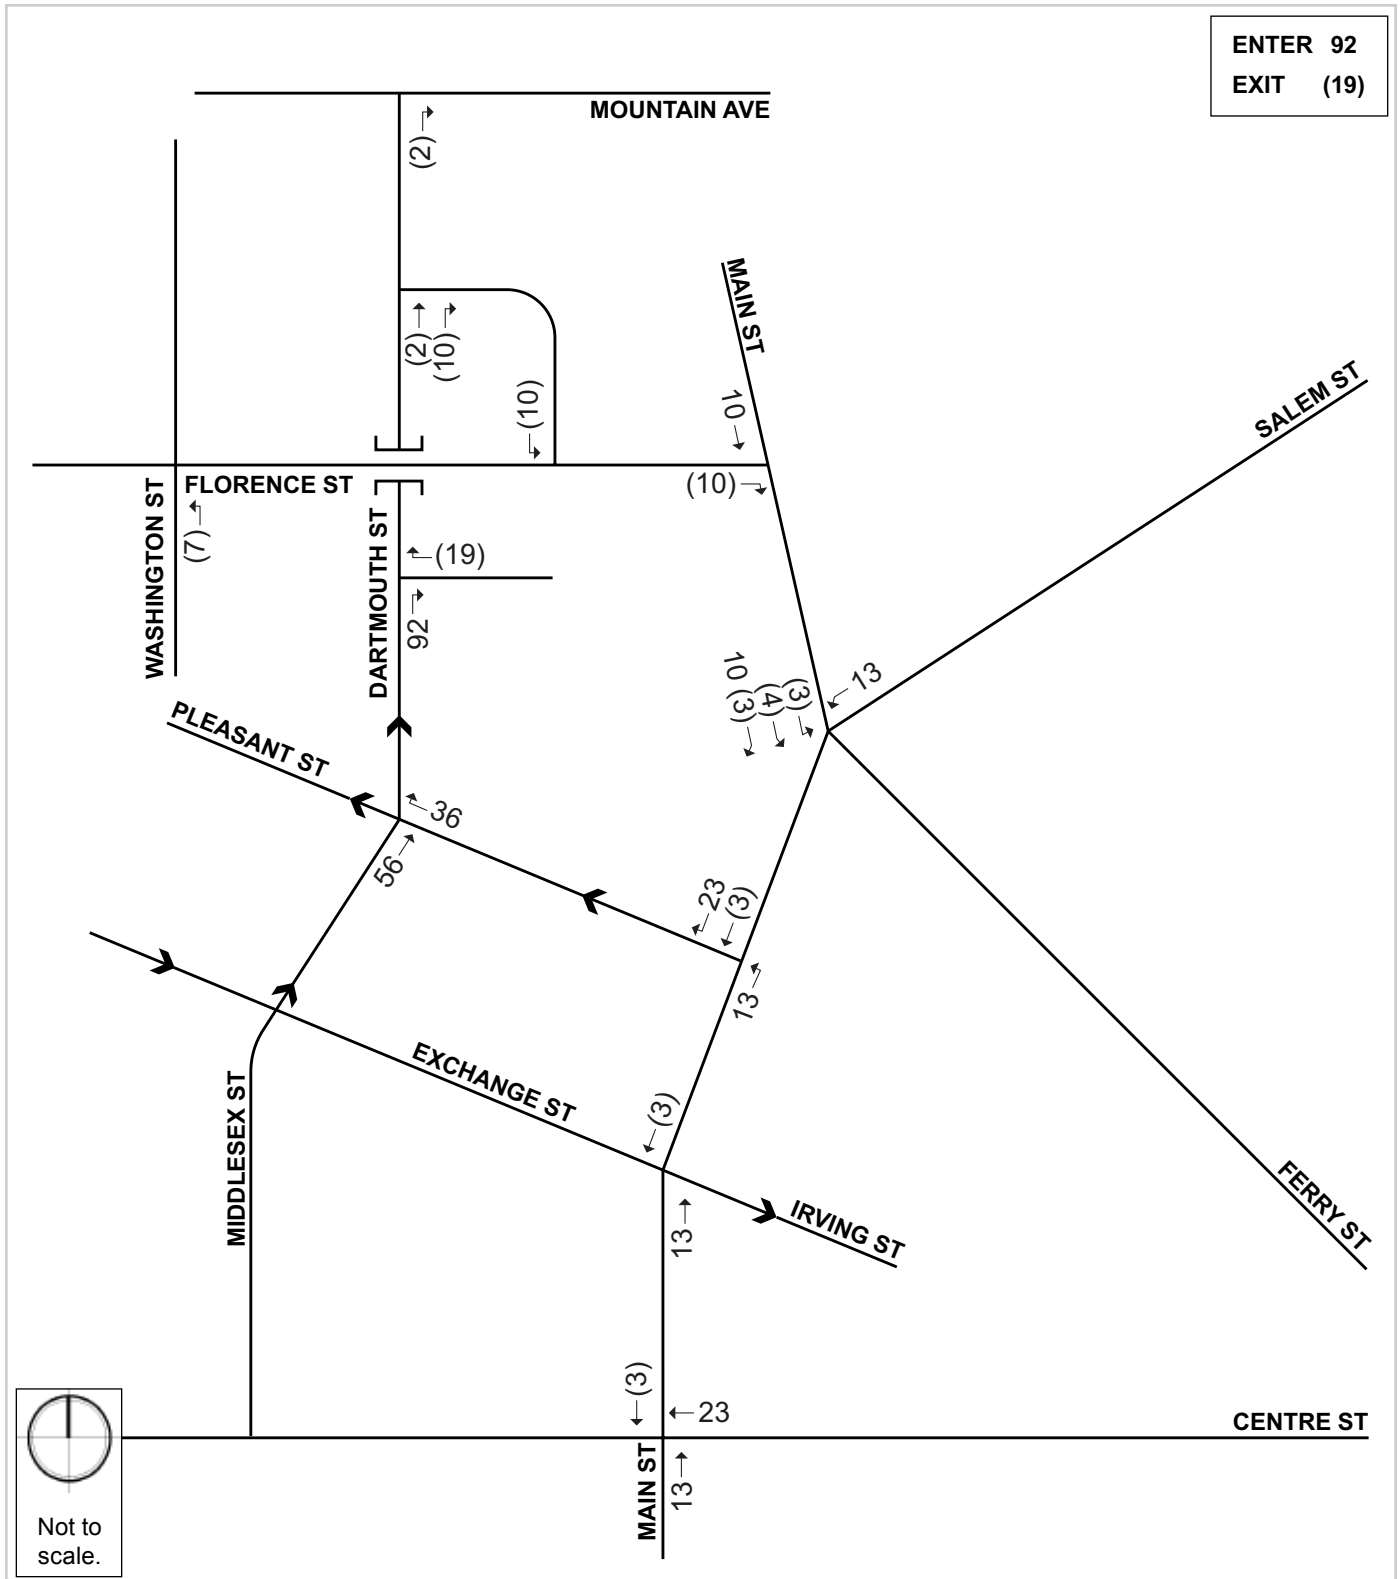 ENTER 92
EXIT (19)
MOUNTAIN AVE
(2)
MAIN ST
(2)
(10)
(10)
10
SALEM ST
FLORENCE ST
(10)
WASHINGTON ST
(7)
DARTMOUTH ST
(19)
92
10 (3)
(4)
(3)
13
PLEASANT ST
36
56
23
(3)
13
EXCHANGE ST
MIDDLESEX ST
(3)
13
IRVING ST
FERRY ST
(3)
23
CENTRE ST
MAIN ST
13
Not to
scale.